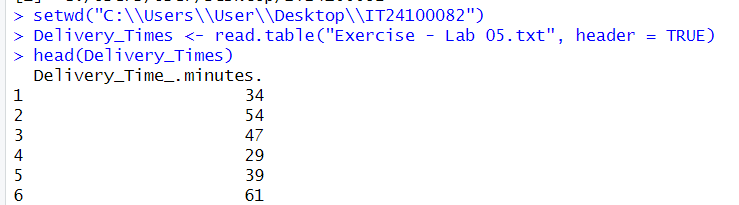 > setwd("C:\\Users\\User\\Desktop\\IT24100082")
> Delivery_Times <- read.table("Exercise - Lab 05.txt", header = TRUE)
> head(Delivery_Times)
  Delivery_Time_.minutes.
1                      34
2                      54
3                      47
4                      29
5                      39
6                      61